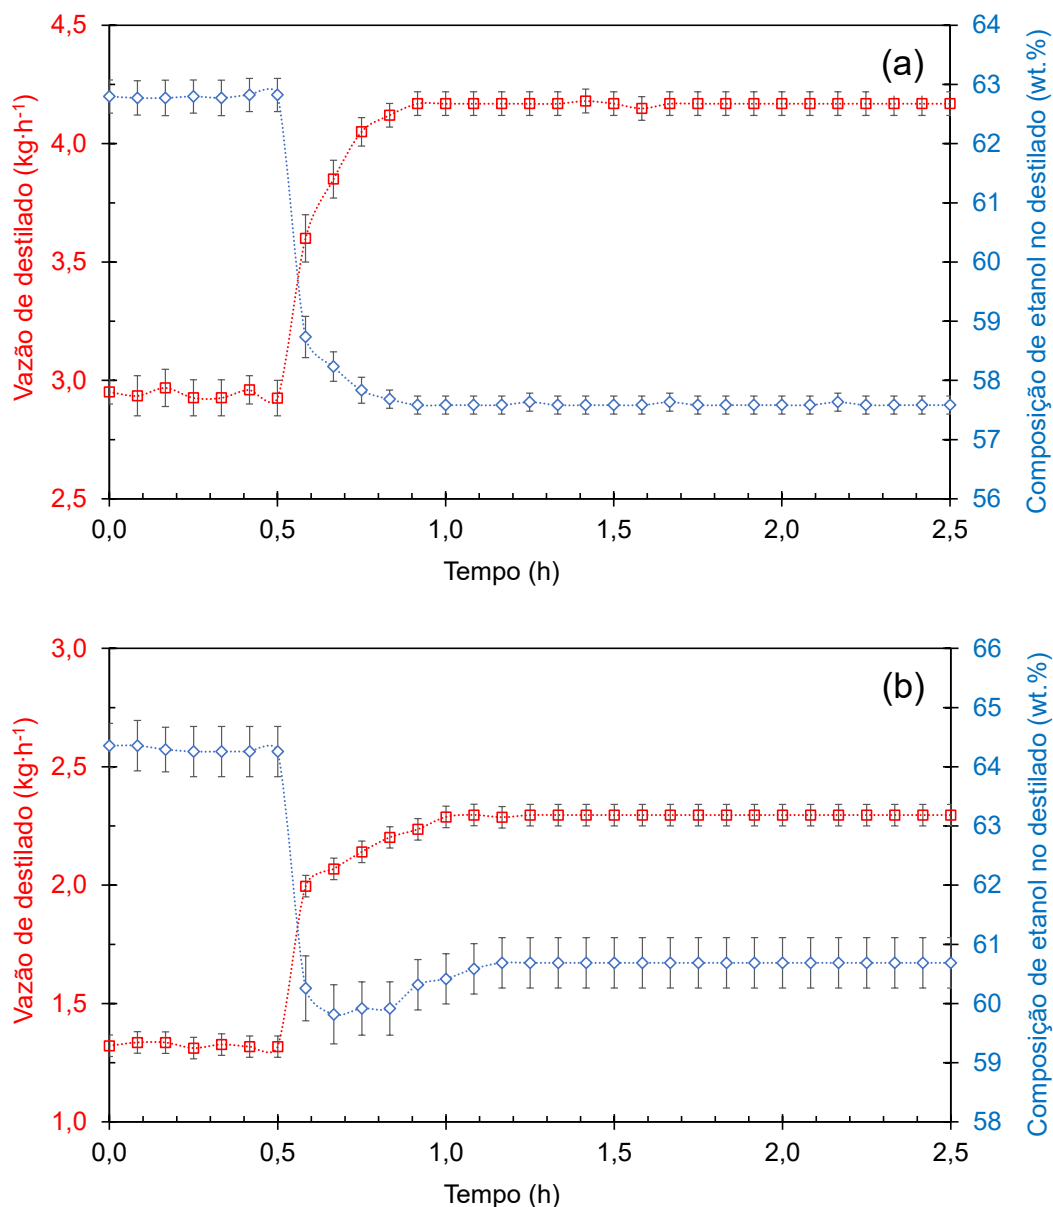 (a)
4,5
4,0
3,5
3,0
2,5
Vazão de destilado (kg·h⁻¹)
64
63
62
61
60
59
58
57
56
Composição de etanol no destilado (wt.%)
0,0 0,5 1,0 1,5 2,0 2,5
Tempo (h)
(b)
3,0
2,5
2,0
1,5
1,0
Vazão de destilado (kg·h⁻¹)
66
65
64
63
62
61
60
59
58
Composição de etanol no destilado (wt.%)
0,0 0,5 1,0 1,5 2,0 2,5
Tempo (h)